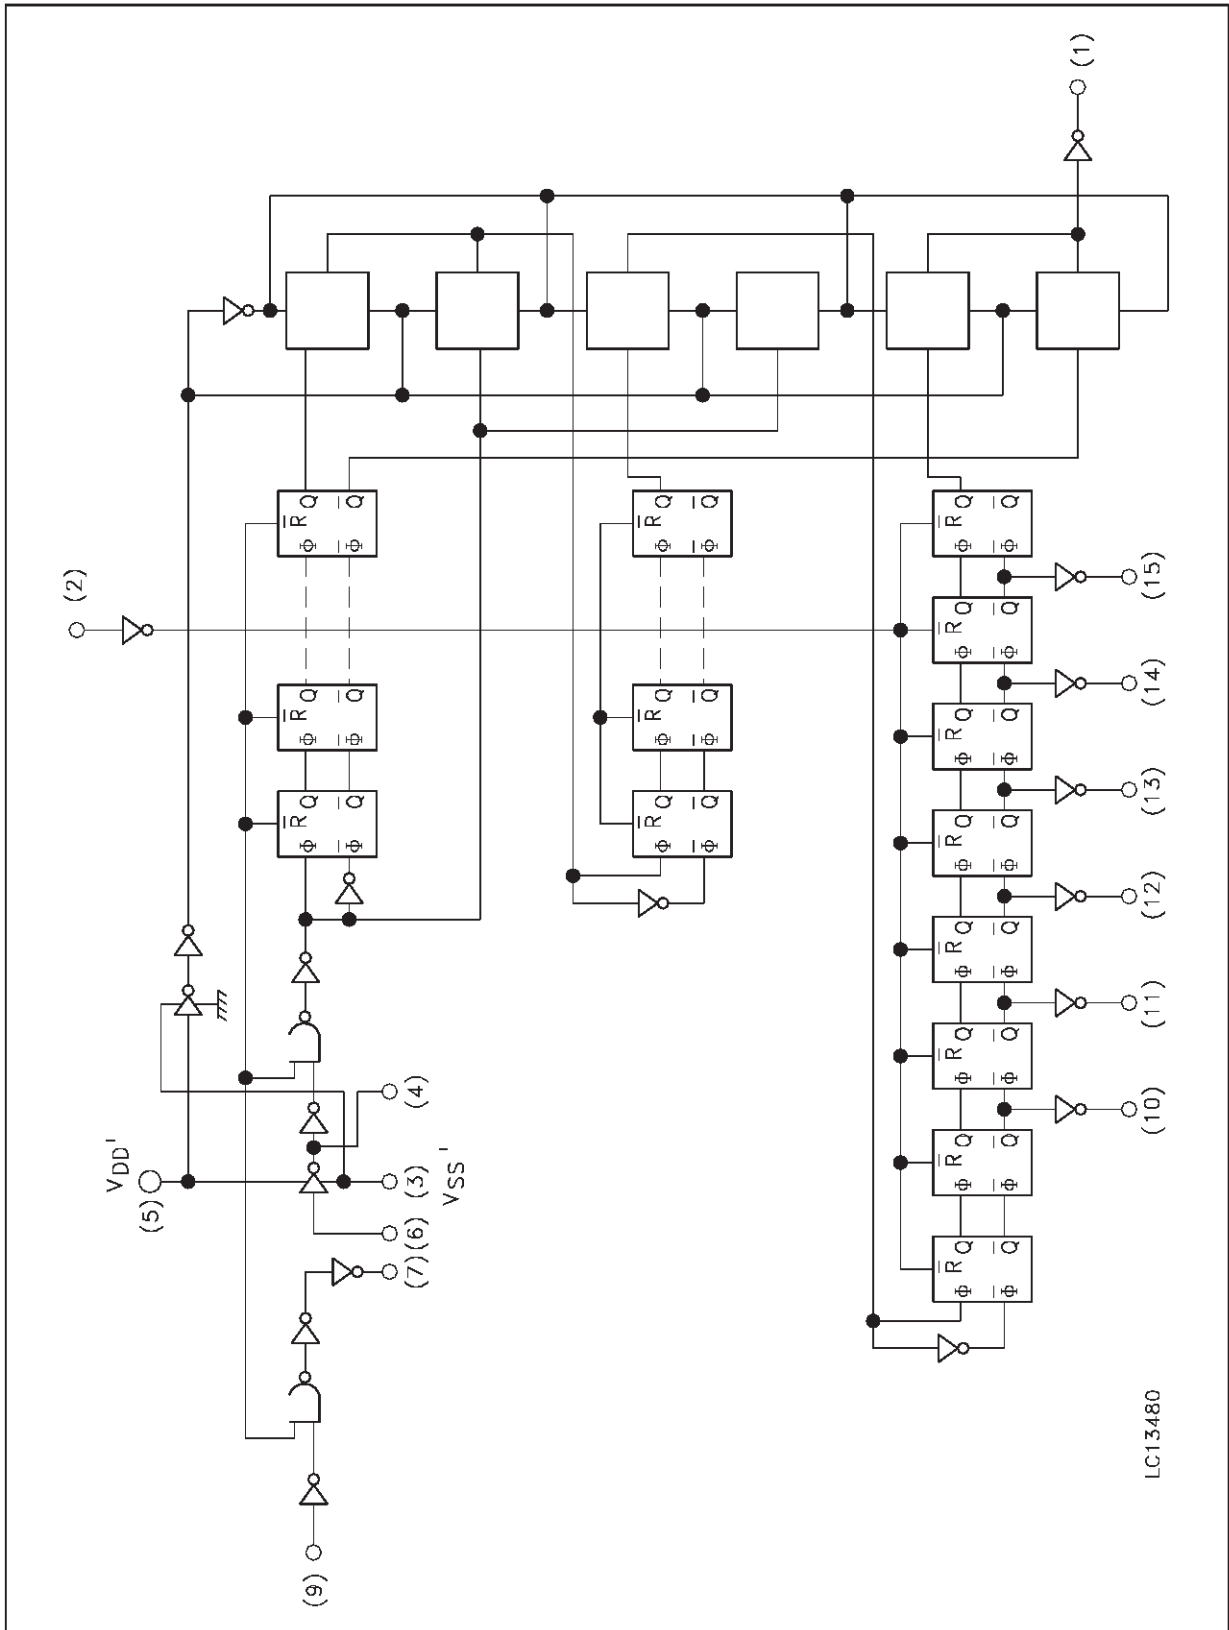 (2)
V_DD'
(5)
R̄ R̄ R̄
Φ Q Φ Q Φ Q
Φ̄ Q̄ Φ̄ Q̄ Φ̄ Q̄
(9)
(7) (6) (3) (4)
V_SS'
R̄ R̄ R̄
Φ Q Φ Q Φ Q
Φ̄ Q̄ Φ̄ Q̄ Φ̄ Q̄
R̄ R̄ R̄ R̄ R̄ R̄ R̄ R̄
Φ Q Φ Q Φ Q Φ Q Φ Q Φ Q Φ Q Φ Q
Φ̄ Q̄ Φ̄ Q̄ Φ̄ Q̄ Φ̄ Q̄ Φ̄ Q̄ Φ̄ Q̄ Φ̄ Q̄ Φ̄ Q̄
(1)
(10) (11) (12) (13) (14) (15)
LC13480